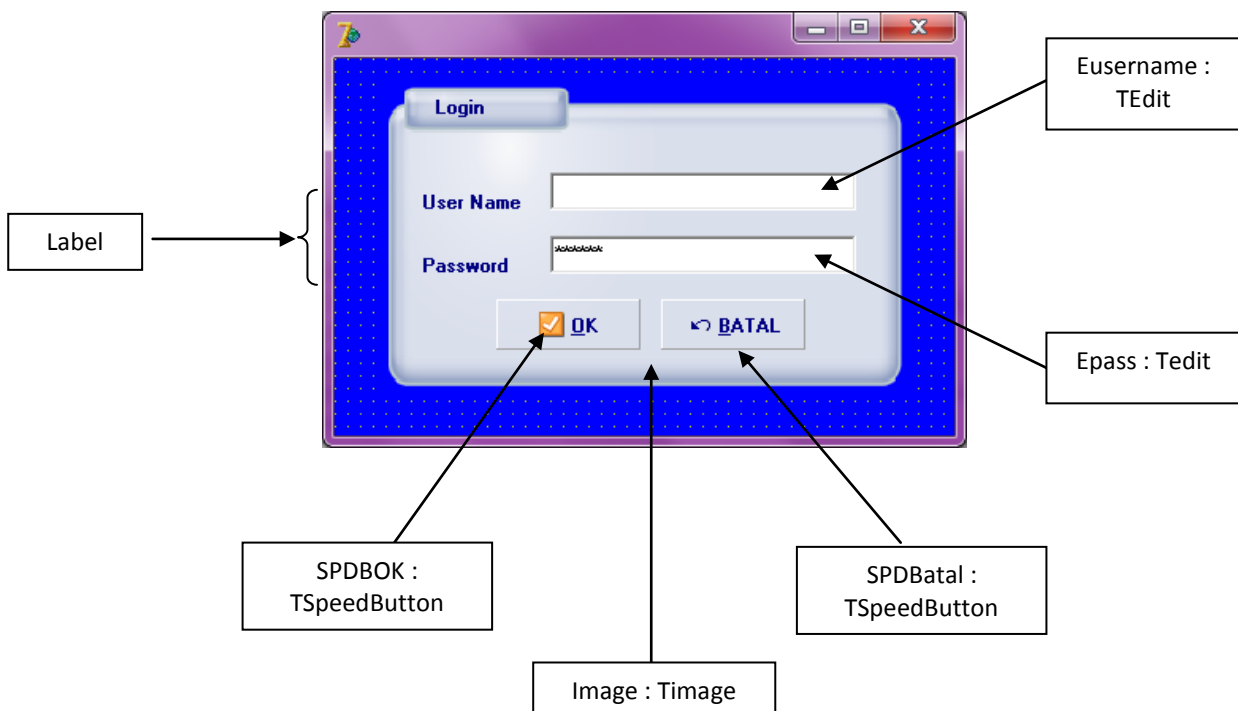 Eusername :
TEdit
Login
User Name
Label
Password
*******
OK
BATAL
Epass : Tedit
SPDBOK :
TSpeedButton
SPDBatal :
TSpeedButton
Image : Timage